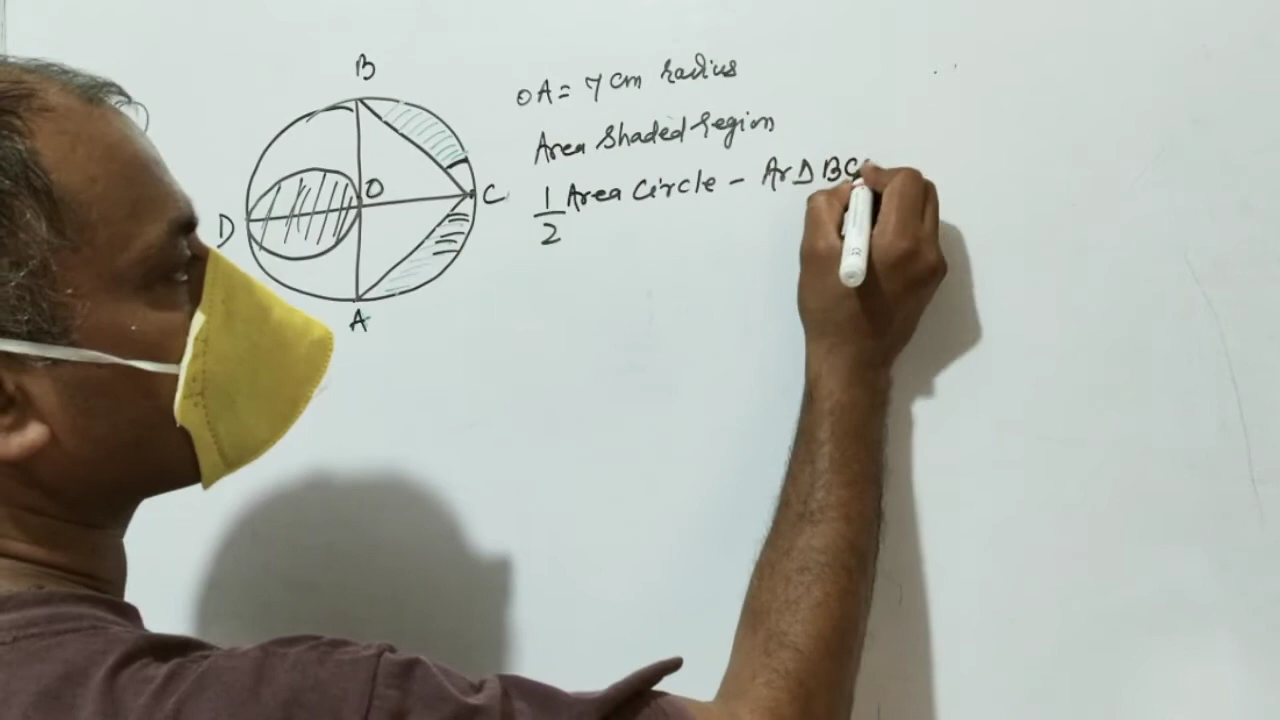 B
OA = 7 cm radius
Area Shaded region
1/2 Area Circle - Ar Δ BC
O
C
D
A